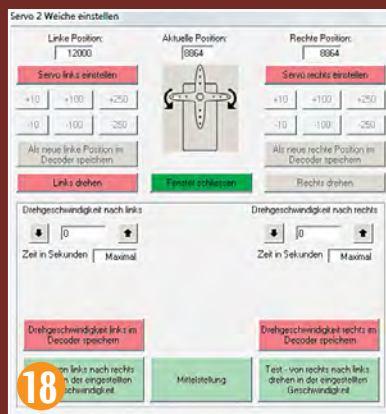 Servo 2 Weiche einstellen
Linke Position:
12000
Aktuelle Position:
8864
Rechte Position:
8864
Servo links einstellen
Servo rechts einstellen
+10 +100 +250
+10 +100 +250
-10 -100 -250
-10 -100 -250
Als neue linke Position im
Decoder speichern
Als neue rechte Position im
Decoder speichern
Links drehen
Fenster schliessen
Rechts drehen
Drehgeschwindigkeit nach links
0
Zeit in Sekunden Maximal
Drehgeschwindigkeit nach rechts
0
Zeit in Sekunden Maximal
Drehgeschwindigkeit links im
Decoder speichern
Drehgeschwindigkeit rechts im
Decoder speichern
von links nach rechts
in der eingestellten
Mittelstellung
Test - von rechts nach links
drehen in der eingestellten
Geschwindigkeit
18